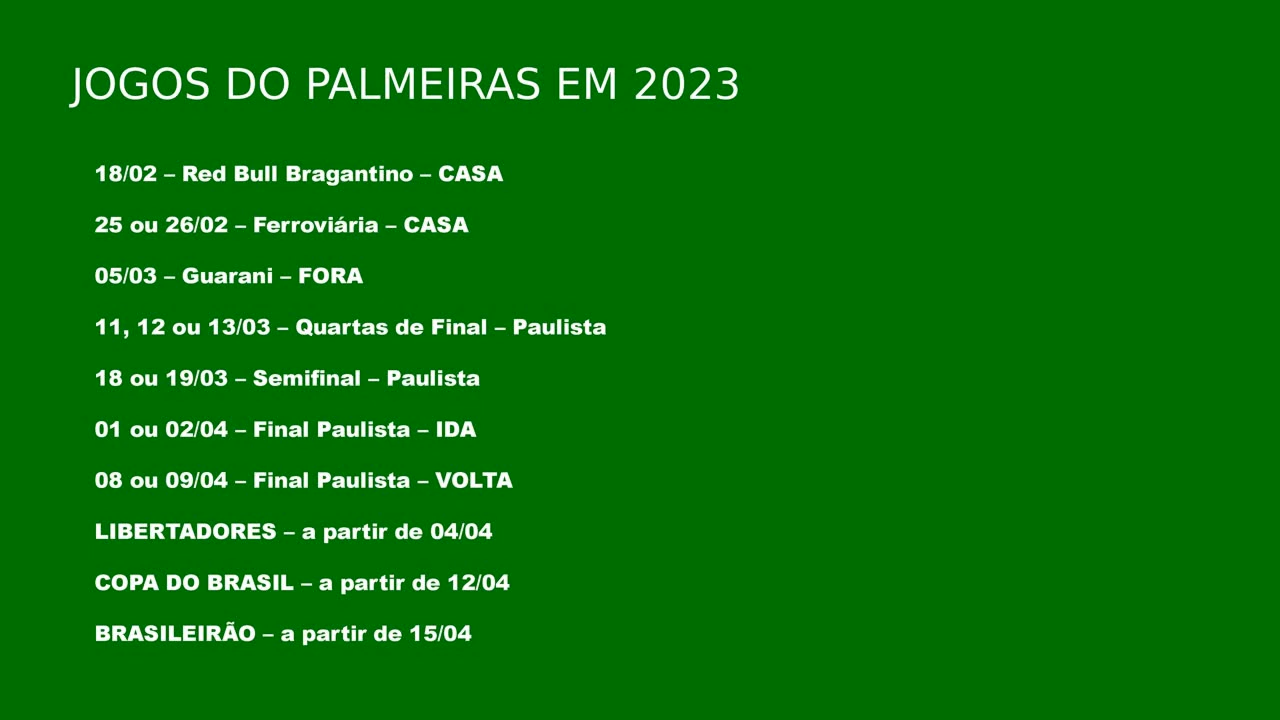 JOGOS DO PALMEIRAS EM 2023
18/02 – Red Bull Bragantino – CASA
25 ou 26/02 – Ferroviária – CASA
05/03 – Guarani – FORA
11, 12 ou 13/03 – Quartas de Final – Paulista
18 ou 19/03 – Semifinal – Paulista
01 ou 02/04 – Final Paulista – IDA
08 ou 09/04 – Final Paulista – VOLTA
LIBERTADORES – a partir de 04/04
COPA DO BRASIL – a partir de 12/04
BRASILEIRÃO – a partir de 15/04